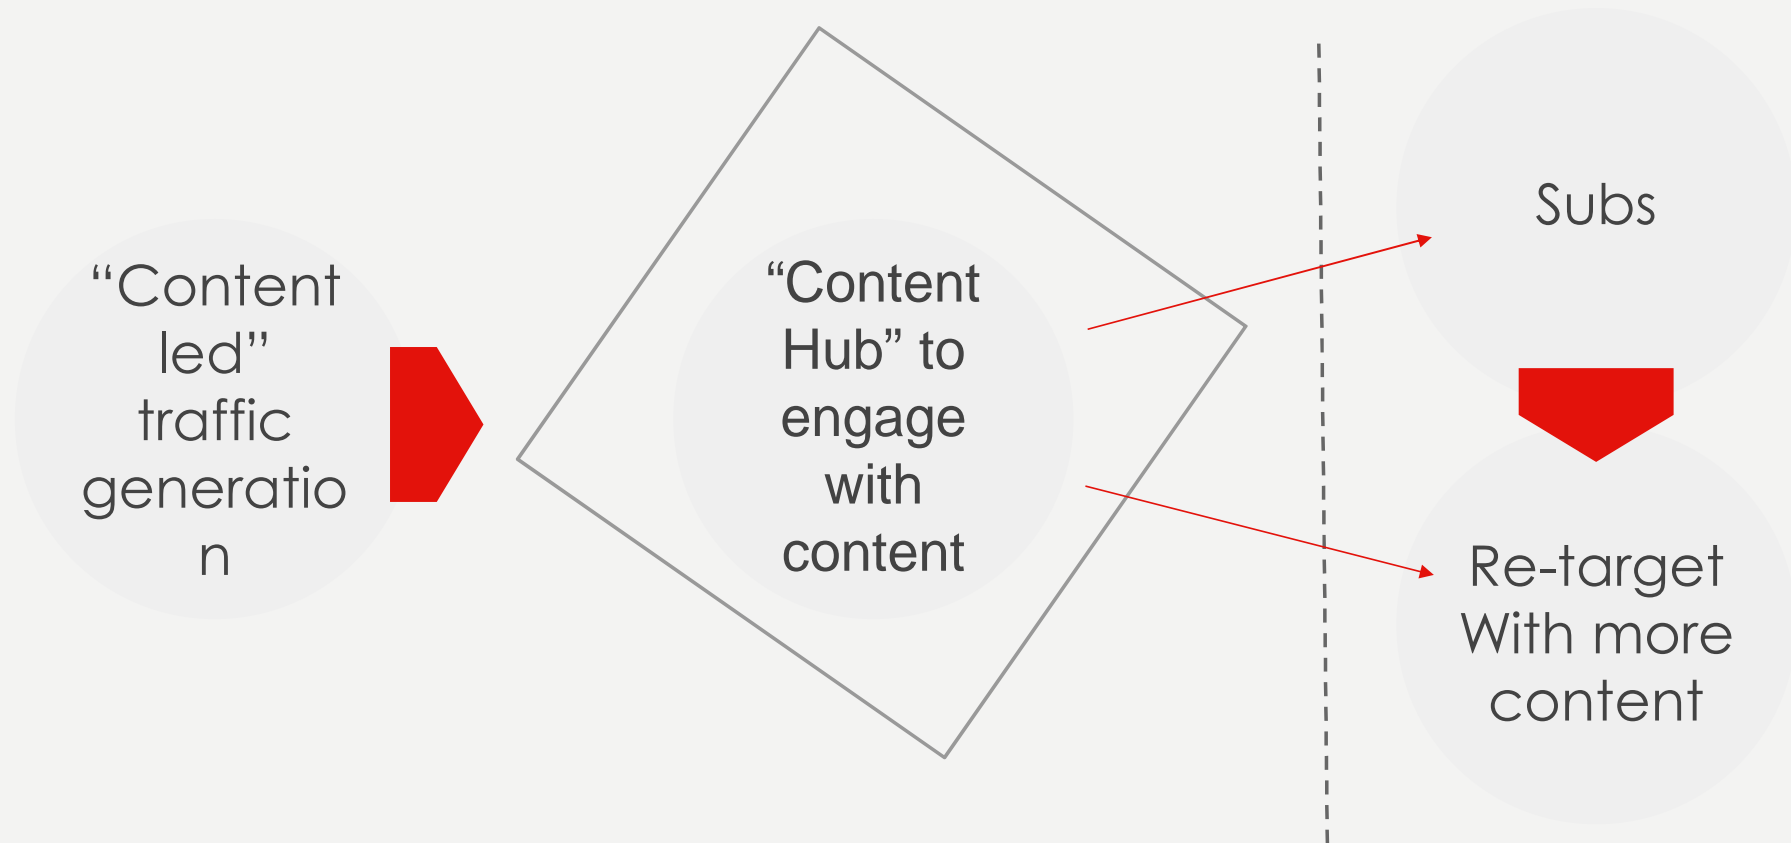 “Content
led”
traffic
generatio
n
“Content
Hub” to
engage
with
content
Subs
Re-target
With more
content